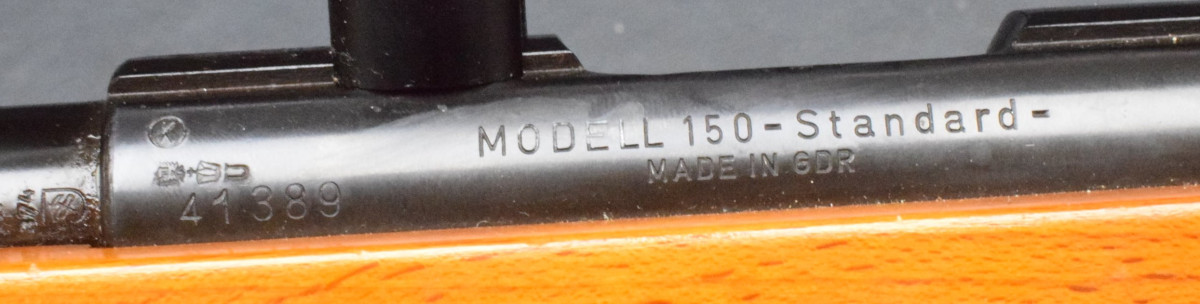 MODELL 150 - Standard -
MADE IN GDR
41389